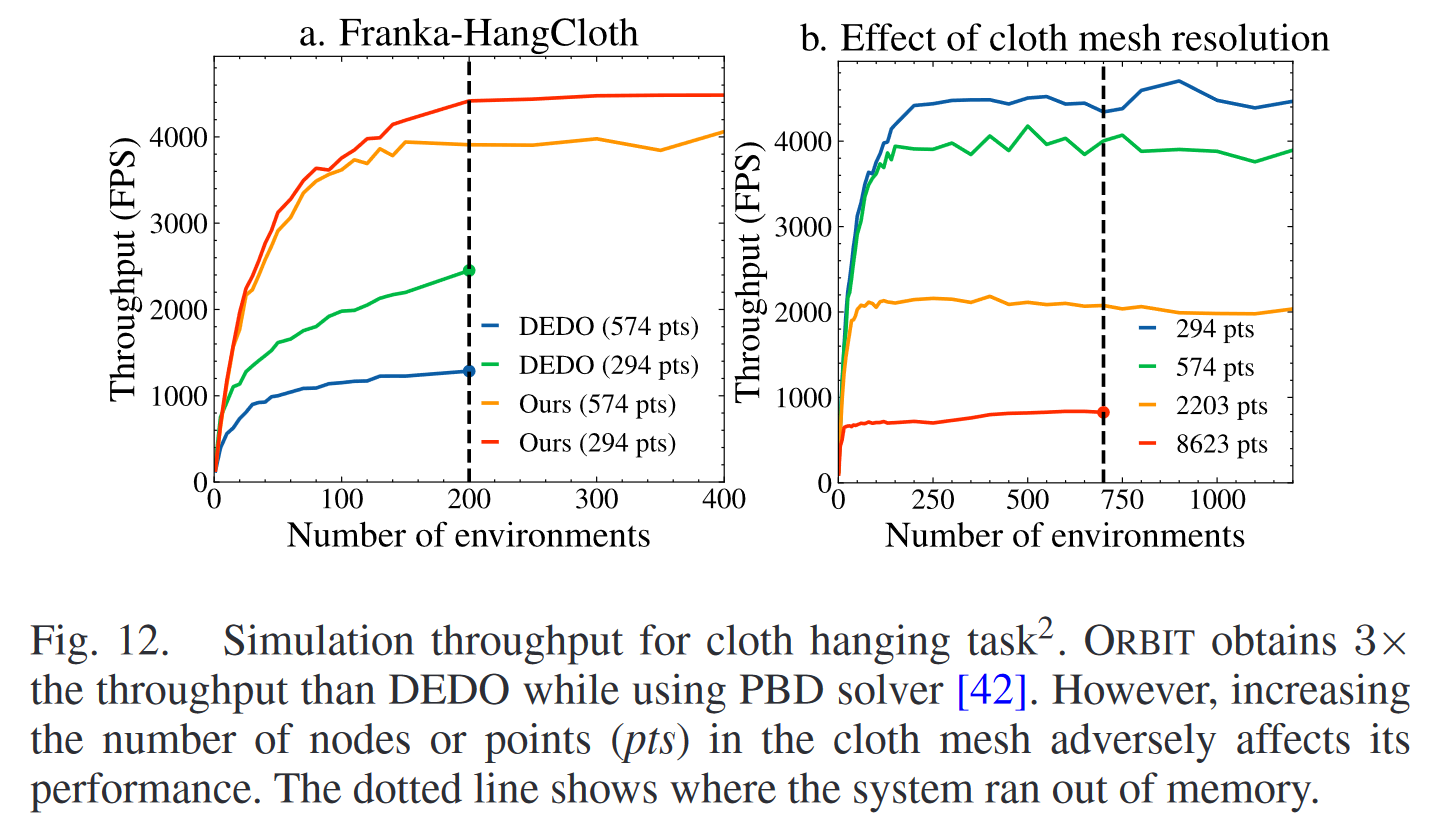 a. Franka-HangCloth
Throughput (FPS)
4000
3000
2000
1000
0
0 100 200 300 400
Number of environments
DEDO (574 pts)
DEDO (294 pts)
Ours (574 pts)
Ours (294 pts)
b. Effect of cloth mesh resolution
Throughput (FPS)
4000
3000
2000
1000
0
0 250 500 750 1000
Number of environments
294 pts
574 pts
2203 pts
8623 pts
Fig. 12. Simulation throughput for cloth hanging task². ORBIT obtains 3×
the throughput than DEDO while using PBD solver [42]. However, increasing
the number of nodes or points (pts) in the cloth mesh adversely affects its
performance. The dotted line shows where the system ran out of memory.